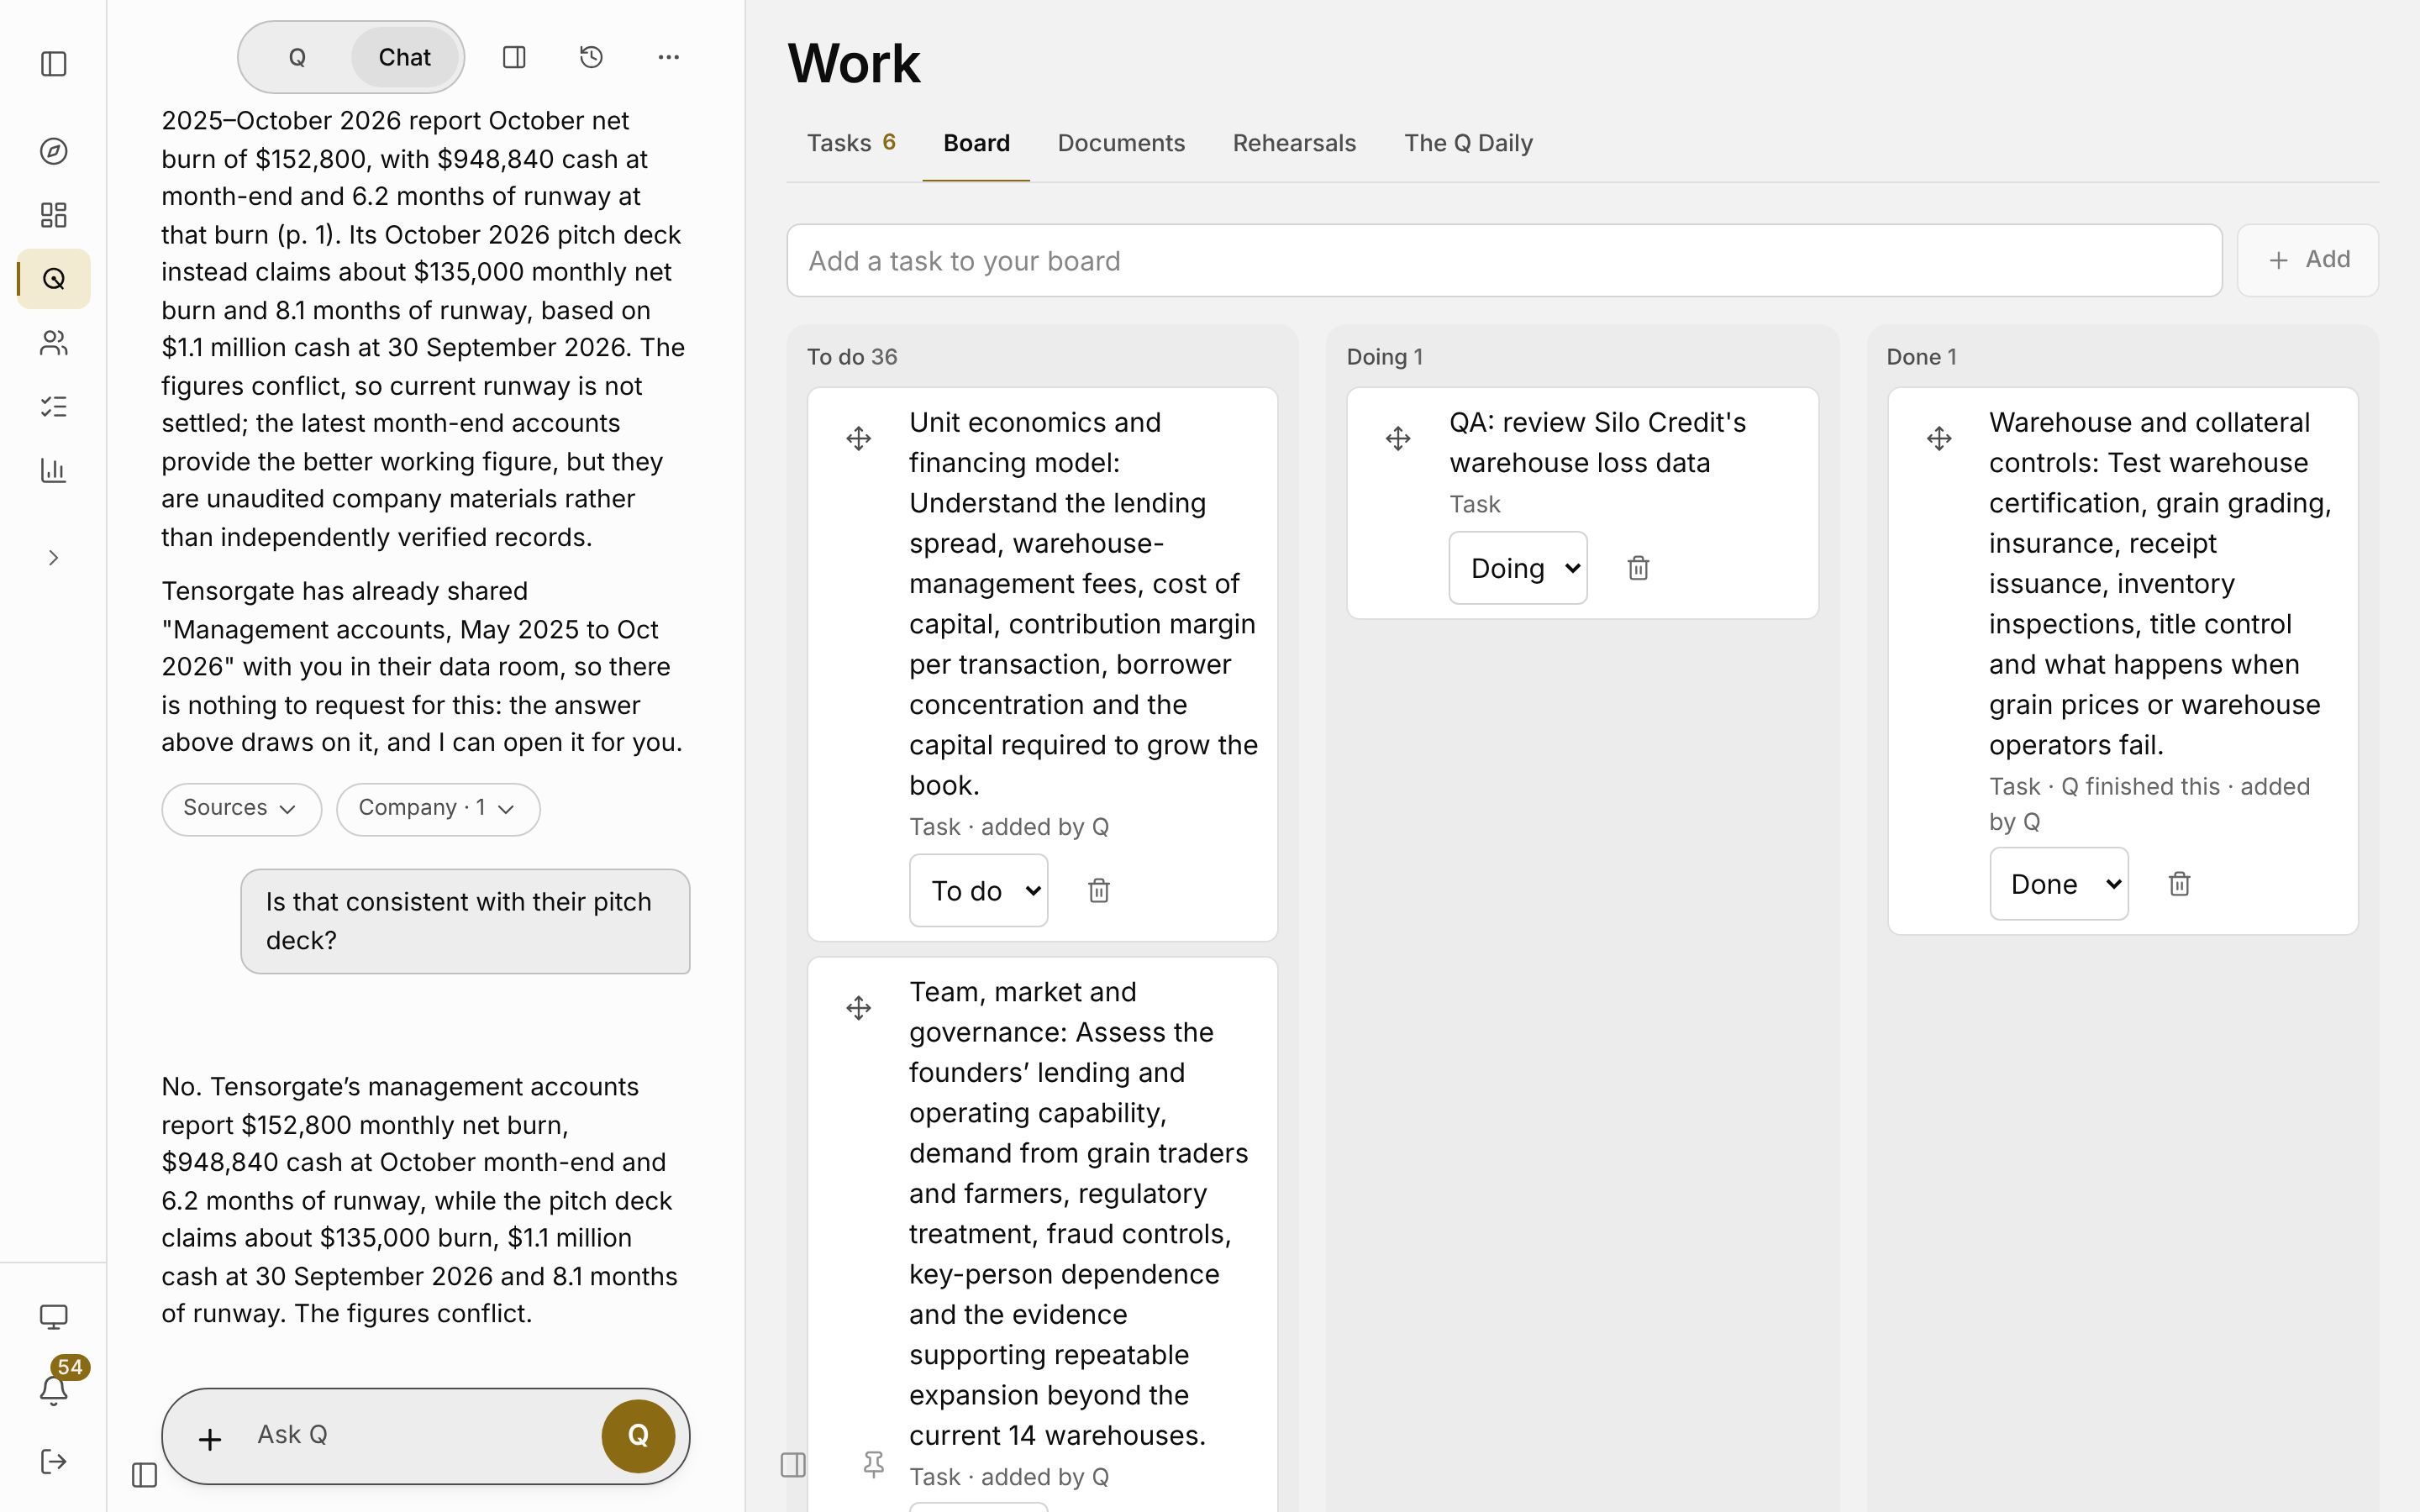 Q
Chat
2025–October 2026 report October net
burn of $152,800, with $948,840 cash at
month-end and 6.2 months of runway at
that burn (p. 1). Its October 2026 pitch deck
instead claims about $135,000 monthly net
burn and 8.1 months of runway, based on
$1.1 million cash at 30 September 2026. The
figures conflict, so current runway is not
settled; the latest month-end accounts
provide the better working figure, but they
are unaudited company materials rather
than independently verified records.
Tensorgate has already shared
"Management accounts, May 2025 to Oct
2026" with you in their data room, so there
is nothing to request for this: the answer
above draws on it, and I can open it for you.
Sources
Company · 1
Is that consistent with their pitch
deck?
No. Tensorgate’s management accounts
report $152,800 monthly net burn,
$948,840 cash at October month-end and
6.2 months of runway, while the pitch deck
claims about $135,000 burn, $1.1 million
cash at 30 September 2026 and 8.1 months
of runway. The figures conflict.
54
Ask Q
Q
Work
Tasks 6
Board
Documents
Rehearsals
The Q Daily
Add a task to your board
Add
To do 36
Unit economics and
financing model:
Understand the lending
spread, warehouse-
management fees, cost of
capital, contribution margin
per transaction, borrower
concentration and the
capital required to grow the
book.
Task · added by Q
To do
Team, market and
governance: Assess the
founders’ lending and
operating capability,
demand from grain traders
and farmers, regulatory
treatment, fraud controls,
key-person dependence
and the evidence
supporting repeatable
expansion beyond the
current 14 warehouses.
Task · added by Q
Doing 1
QA: review Silo Credit's
warehouse loss data
Task
Doing
Done 1
Warehouse and collateral
controls: Test warehouse
certification, grain grading,
insurance, receipt
issuance, inventory
inspections, title control
and what happens when
grain prices or warehouse
operators fail.
Task · Q finished this · added
by Q
Done